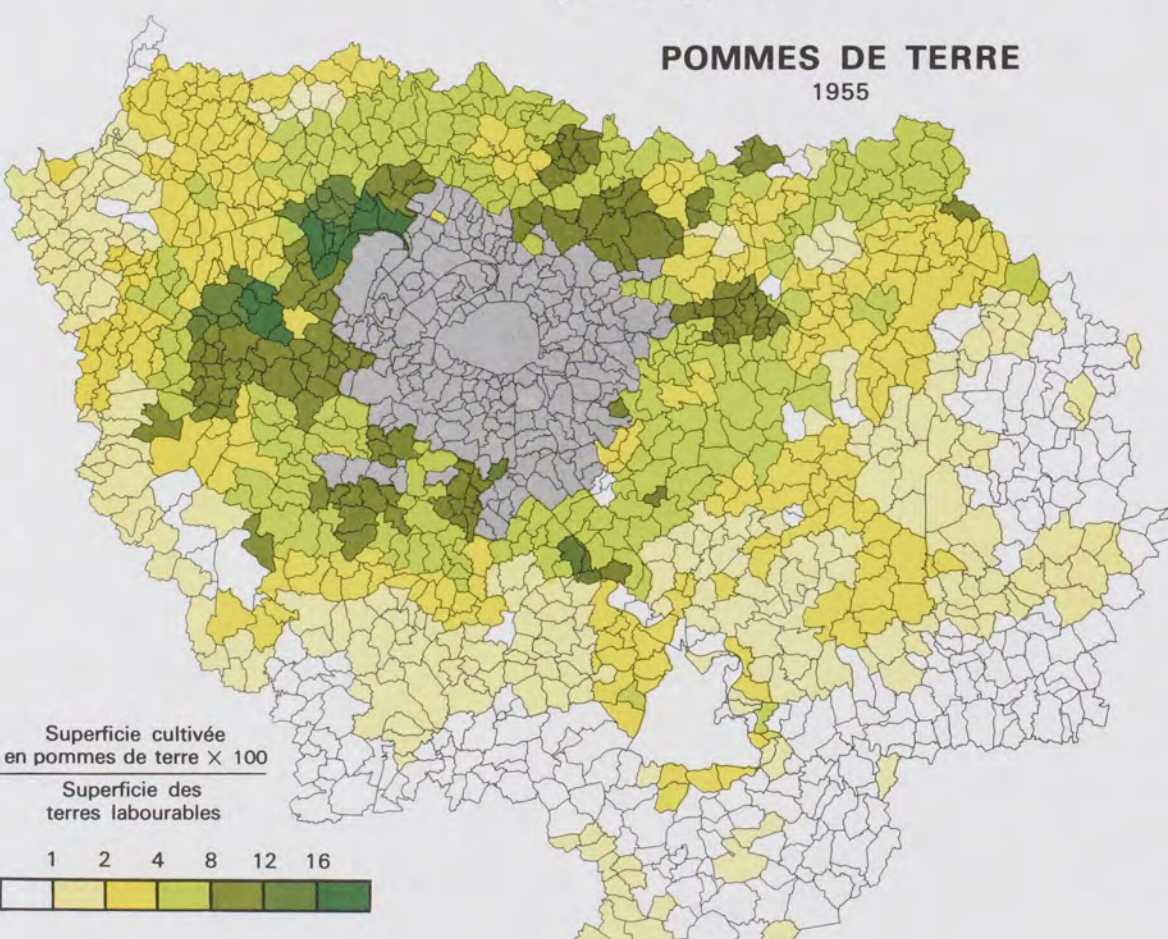 POMMES DE TERRE
1955
Superficie cultivée
en pommes de terre × 100
Superficie des
terres labourables
1 2 4 8 12 16